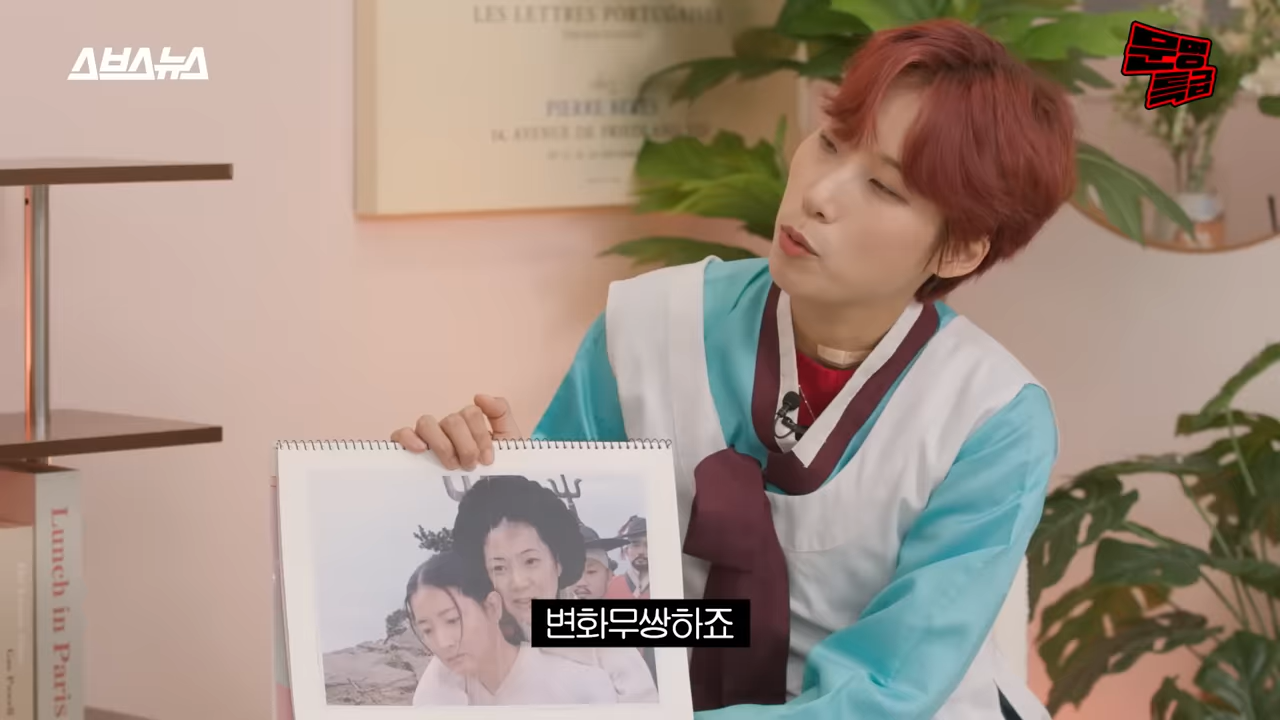 스브스뉴스
문명
특급
LES LETTRES PORTUGAISES
PIERRE BERÈS
14, AVENUE DE FRIEDLAND
Lunch in Paris
변화무쌍하죠